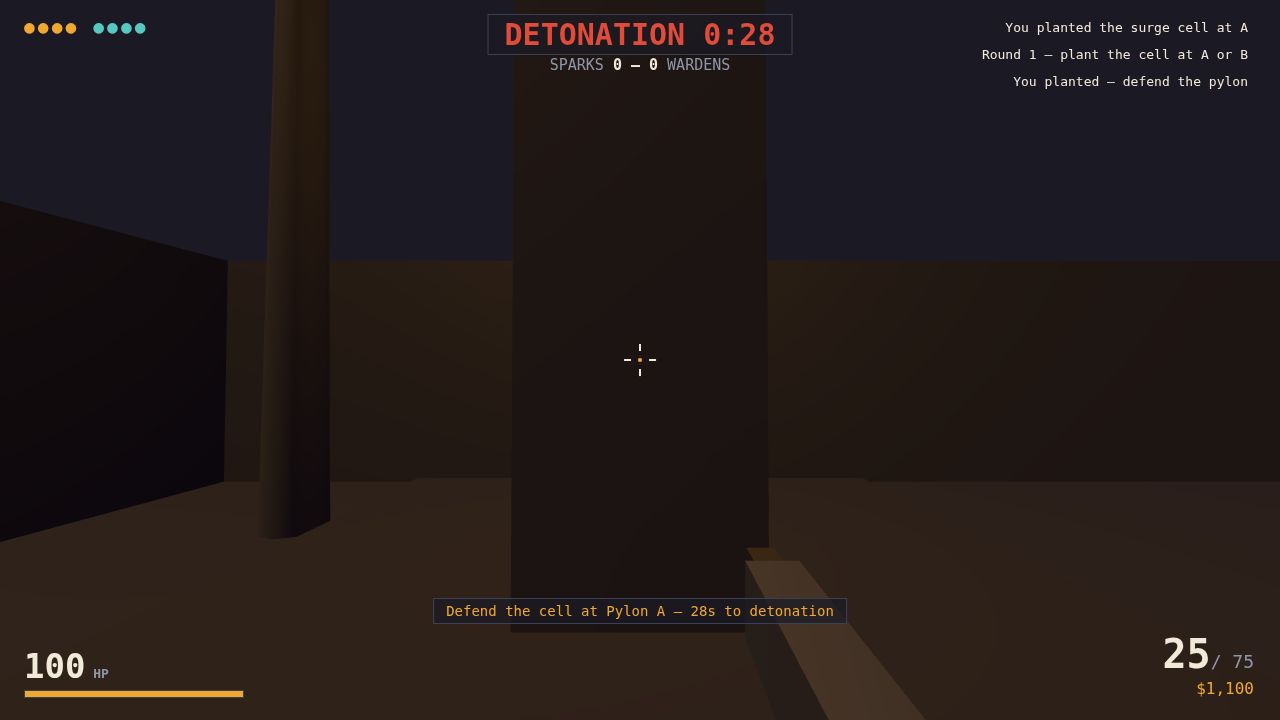 DETONATION 0:28
SPARKS 0 — 0 WARDENS
You planted the surge cell at A
Round 1 — plant the cell at A or B
You planted — defend the pylon
Defend the cell at Pylon A — 28s to detonation
100 HP
25/ 75
$1,100